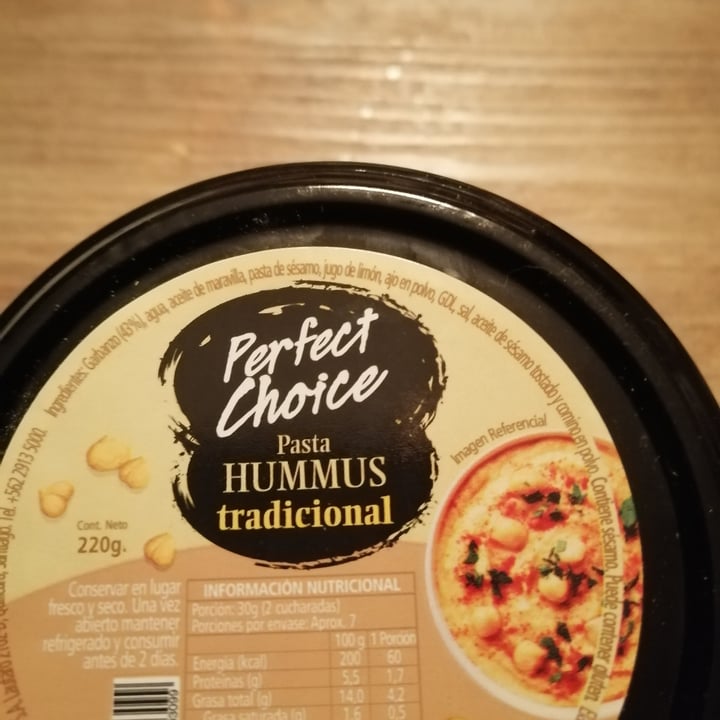 Ingredientes: Garbanzo (43%), agua, aceite de maravilla, pasta de sésamo, jugo de limón, ajo en polvo, GDL, sal, aceite de sésamo tostado y comino en polvo. Contiene sésamo. Puede contener gluten.
Perfect
Choice
Pasta
HUMMUS
tradicional
Imagen Referencial
Cont. Neto
220g.
Santiago. Tel. +562 2913 5000.
Conservar en lugar
fresco y seco. Una vez
abierto mantener
refrigerado y consumir
antes de 2 días.
INFORMACIÓN NUTRICIONAL
Porción: 30g (2 cucharadas)
Porciones por envase: Aprox. 7
100 g 1 Porción
Energía (kcal) 200 60
Proteínas (g) 5,5 1,7
Grasa total (g) 14,0 4,2
Grasa saturada (g) 1,6 0,5